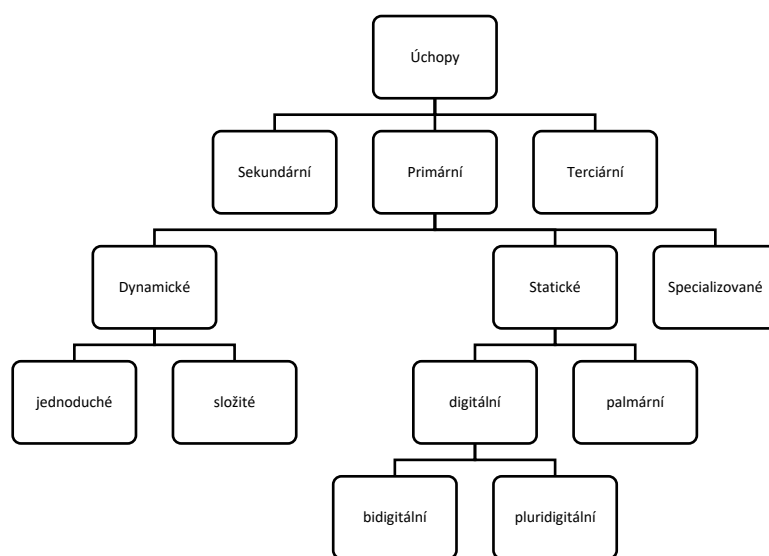 Úchopy
Sekundární
Primární
Terciární
Dynamické
Statické
Specializované
jednoduché
složité
digitální
palmární
bidigitální
pluridigitální